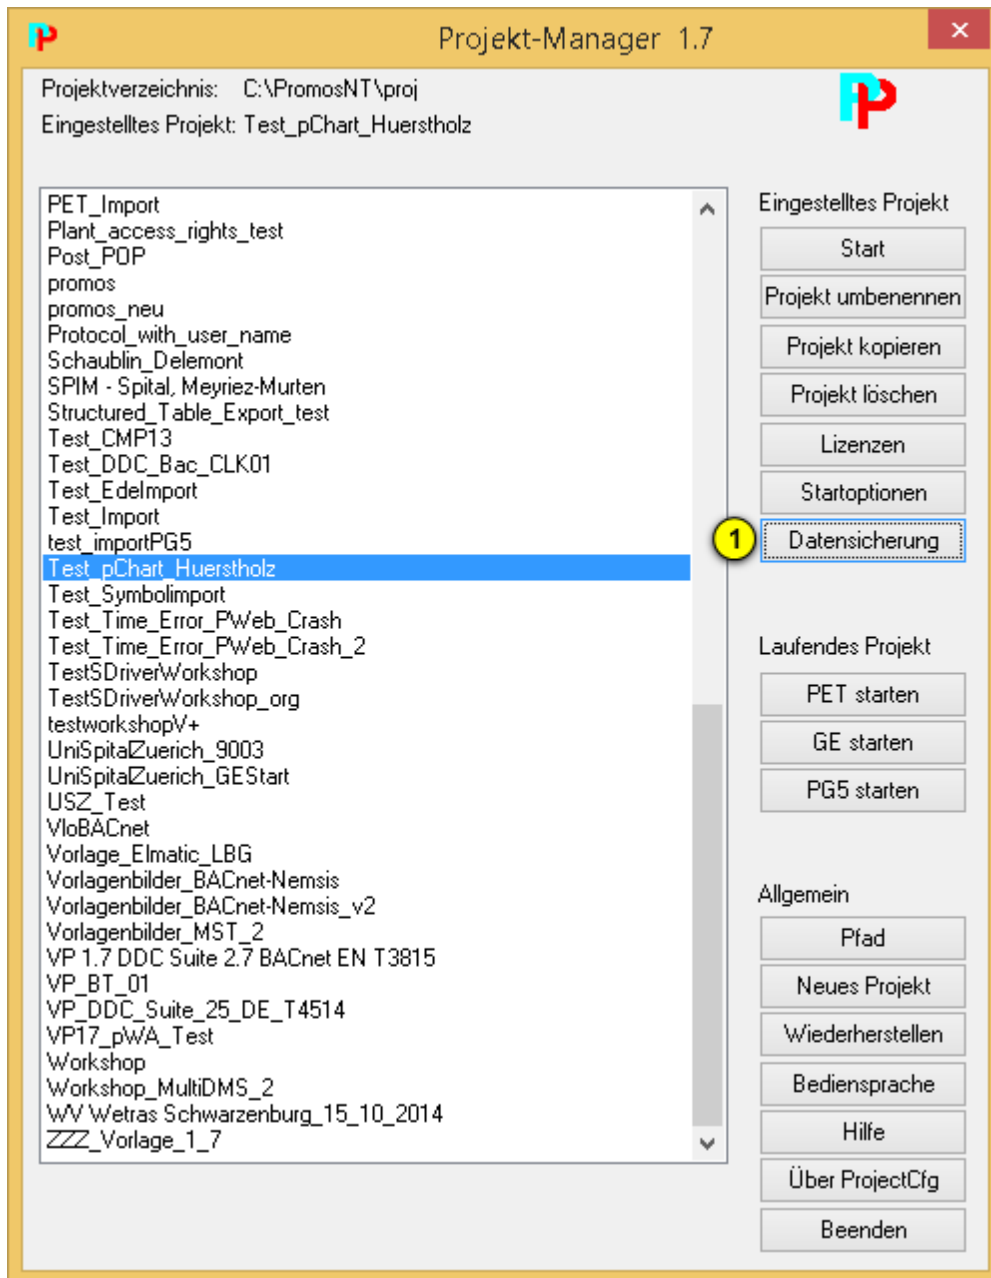 Projekt-Manager 1.7
Projektverzeichnis: C:\PromosNT\proj
Eingestelltes Projekt: Test_pChart_Huerstholz
PET_Import
Plant_access_rights_test
Post_POP
promos
promos_neu
Protocol_with_user_name
Schaublin_Delemont
SPIM - Spital, Meyriez-Murten
Structured_Table_Export_test
Test_CMP13
Test_DDC_Bac_CLK01
Test_EdeImport
Test_Import
test_importPG5
Test_pChart_Huerstholz
Test_Symbolimport
Test_Time_Error_PWeb_Crash
Test_Time_Error_PWeb_Crash_2
TestSDriverWorkshop
TestSDriverWorkshop_org
testworkshopV+
UniSpitalZuerich_9003
UniSpitalZuerich_GEStart
USZ_Test
VloBACnet
Vorlage_Elmatic_LBG
Vorlagenbilder_BACnet-Nemsis
Vorlagenbilder_BACnet-Nemsis_v2
Vorlagenbilder_MST_2
VP 1.7 DDC Suite 2.7 BACnet EN T3815
VP_BT_01
VP_DDC_Suite_25_DE_T4514
VP17_pWA_Test
Workshop
Workshop_MultiDMS_2
WV Wetras Schwarzenburg_15_10_2014
ZZZ_Vorlage_1_7
Eingestelltes Projekt
Start
Projekt umbenennen
Projekt kopieren
Projekt löschen
Lizenzen
Startoptionen
1 Datensicherung
Laufendes Projekt
PET starten
GE starten
PG5 starten
Allgemein
Pfad
Neues Projekt
Wiederherstellen
Bediensprache
Hilfe
Über ProjectCfg
Beenden